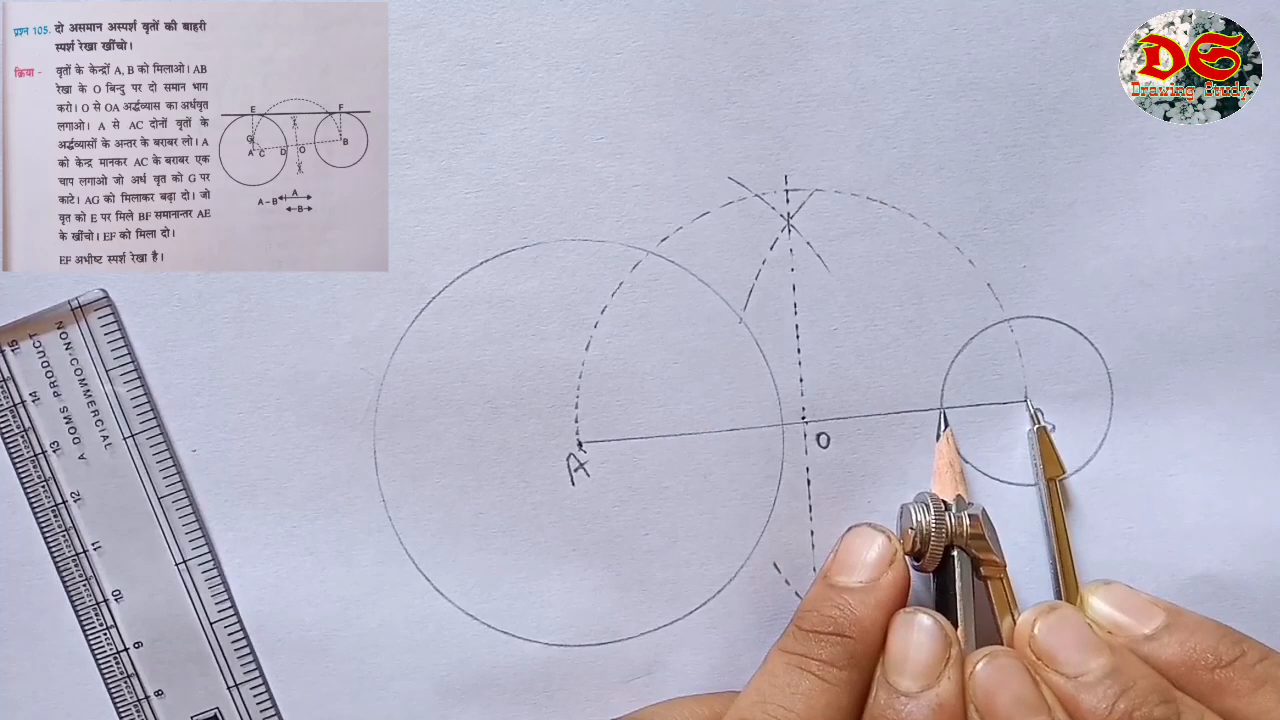 प्रश्न 105. दो असमान अस्पर्श वृतों की बाहरी
स्पर्श रेखा खींचो।
क्रिया - वृतों के केन्द्रों A, B को मिलाओ। AB
रेखा के O बिन्दु पर दो समान भाग
करो। O से OA अर्द्धव्यास का अर्धवृत
लगाओ। A से AC दोनों वृतों के
अर्द्धव्यासों के अन्तर के बराबर लो। A
को केन्द्र मानकर AC के बराबर एक
चाप लगाओ जो अर्ध वृत को G पर
काटे। AG को मिलाकर बढ़ा दो। जो
वृत को E पर मिले BF समानान्तर AE
के खींचो। EF को मिला दो।
EF अभीष्ट स्पर्श रेखा है।
E F
G
A C D O B
A
A-B
B
DS
Drawing Study
A O
NON-COMMERCIAL
A DOMS PRODUCT
15
14
13
12
11
10
9
8